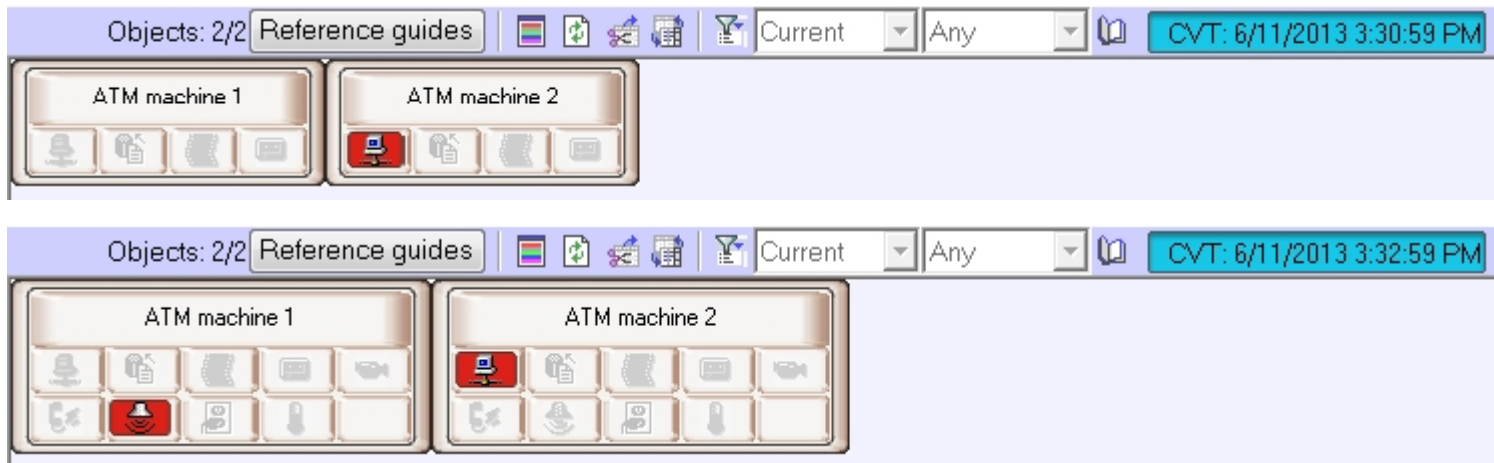 Objects: 2/2 Reference guides Current Any CVT: 6/11/2013 3:30:59 PM
ATM machine 1 ATM machine 2
Objects: 2/2 Reference guides Current Any CVT: 6/11/2013 3:32:59 PM
ATM machine 1 ATM machine 2